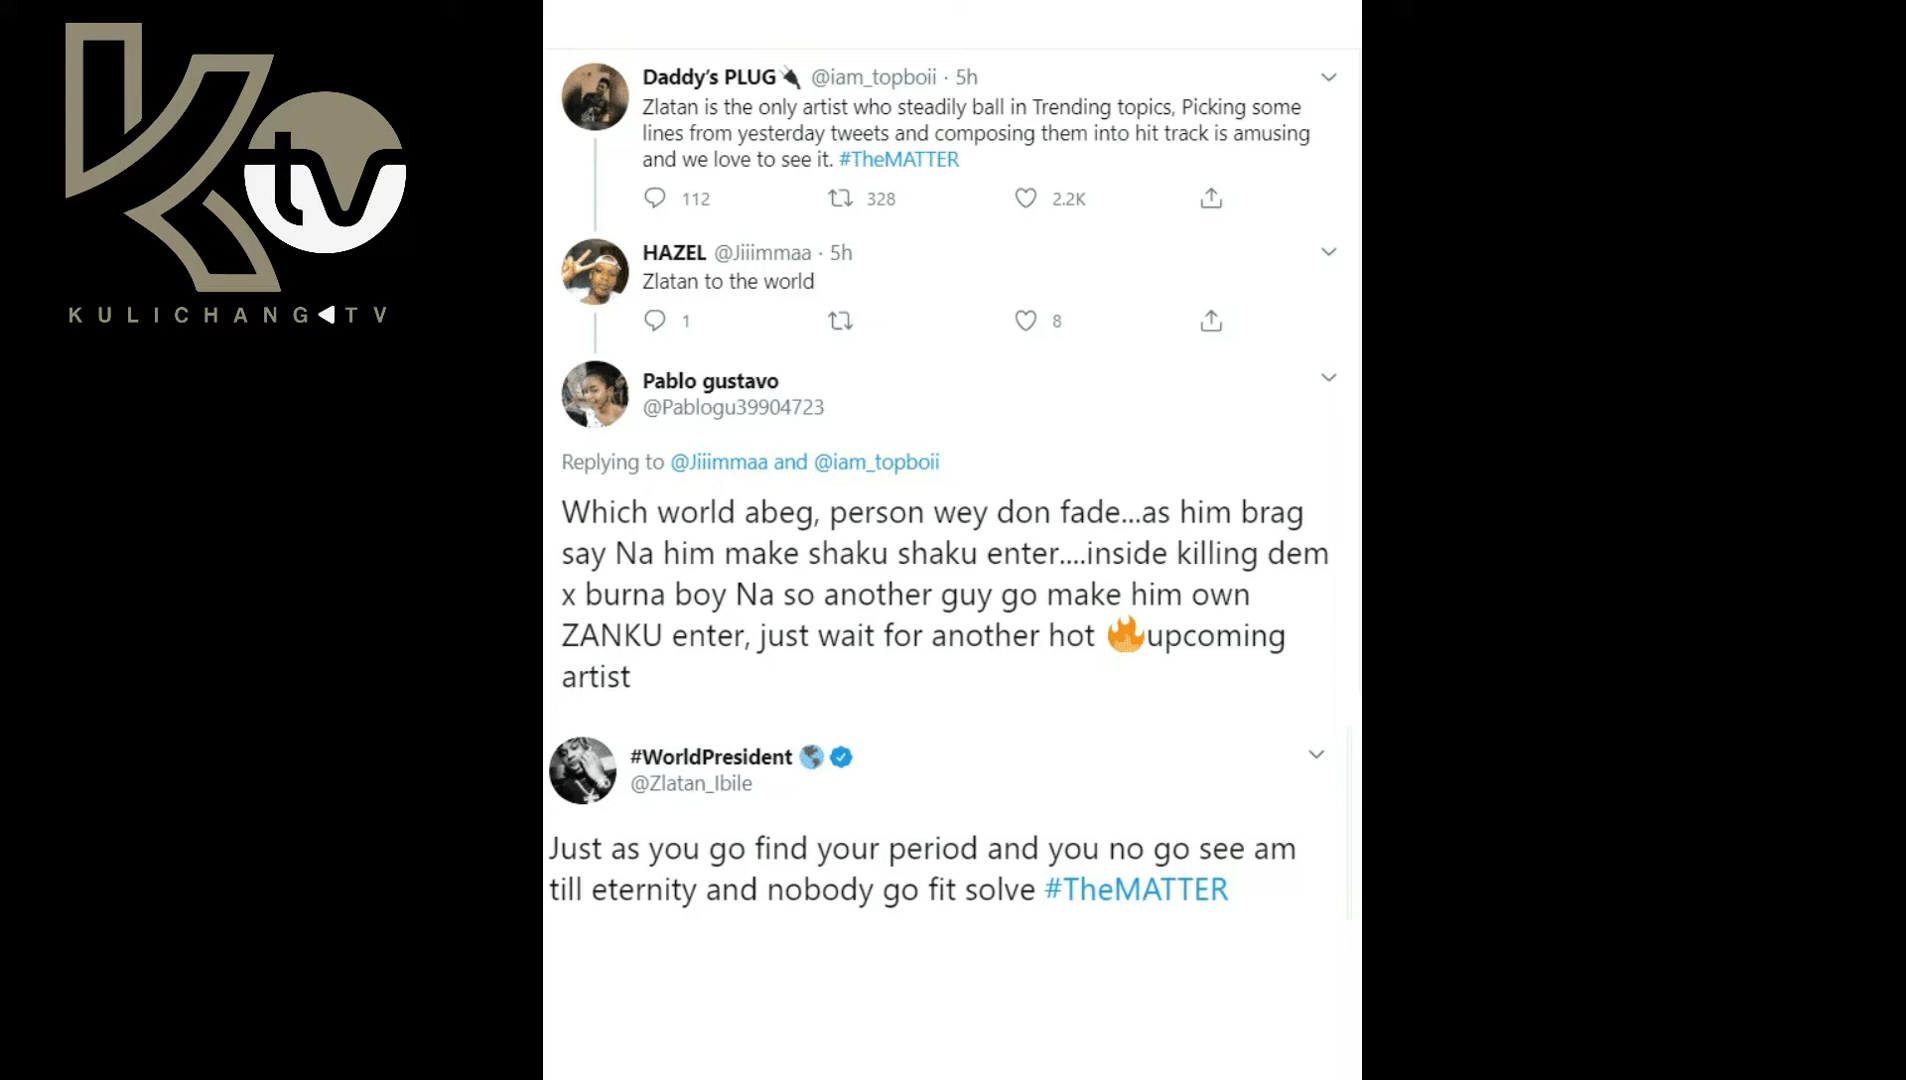 K tv
KULICHANG TV
Daddy's PLUG @iam_topboii · 5h
Zlatan is the only artist who steadily ball in Trending topics, Picking some
lines from yesterday tweets and composing them into hit track is amusing
and we love to see it. #TheMATTER
112 328 2.2K
HAZEL @Jiiimmaa · 5h
Zlatan to the world
1 8
Pablo gustavo
@Pablogu39904723
Replying to @Jiiimmaa and @iam_topboii
Which world abeg, person wey don fade...as him brag
say Na him make shaku shaku enter....inside killing dem
x burna boy Na so another guy go make him own
ZANKU enter, just wait for another hot 🔥upcoming
artist
#WorldPresident
@Zlatan_Ibile
Just as you go find your period and you no go see am
till eternity and nobody go fit solve #TheMATTER